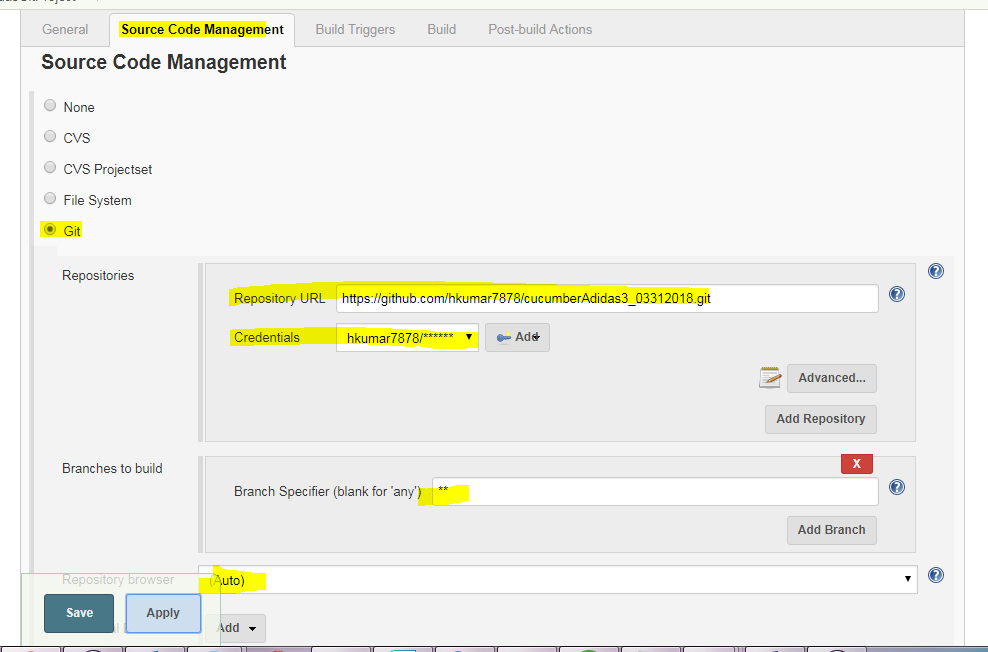 General Source Code Management Build Triggers Build Post-build Actions
Source Code Management
None
CVS
CVS Projectset
File System
Git
Repositories
Repository URL https://github.com/hkumar7878/cucumberAdidas3_03312018.git
Credentials hkumar7878/****** Add
Advanced...
Add Repository
Branches to build
X
Branch Specifier (blank for 'any') **
Add Branch
Repository browser (Auto)
Save Apply
Add